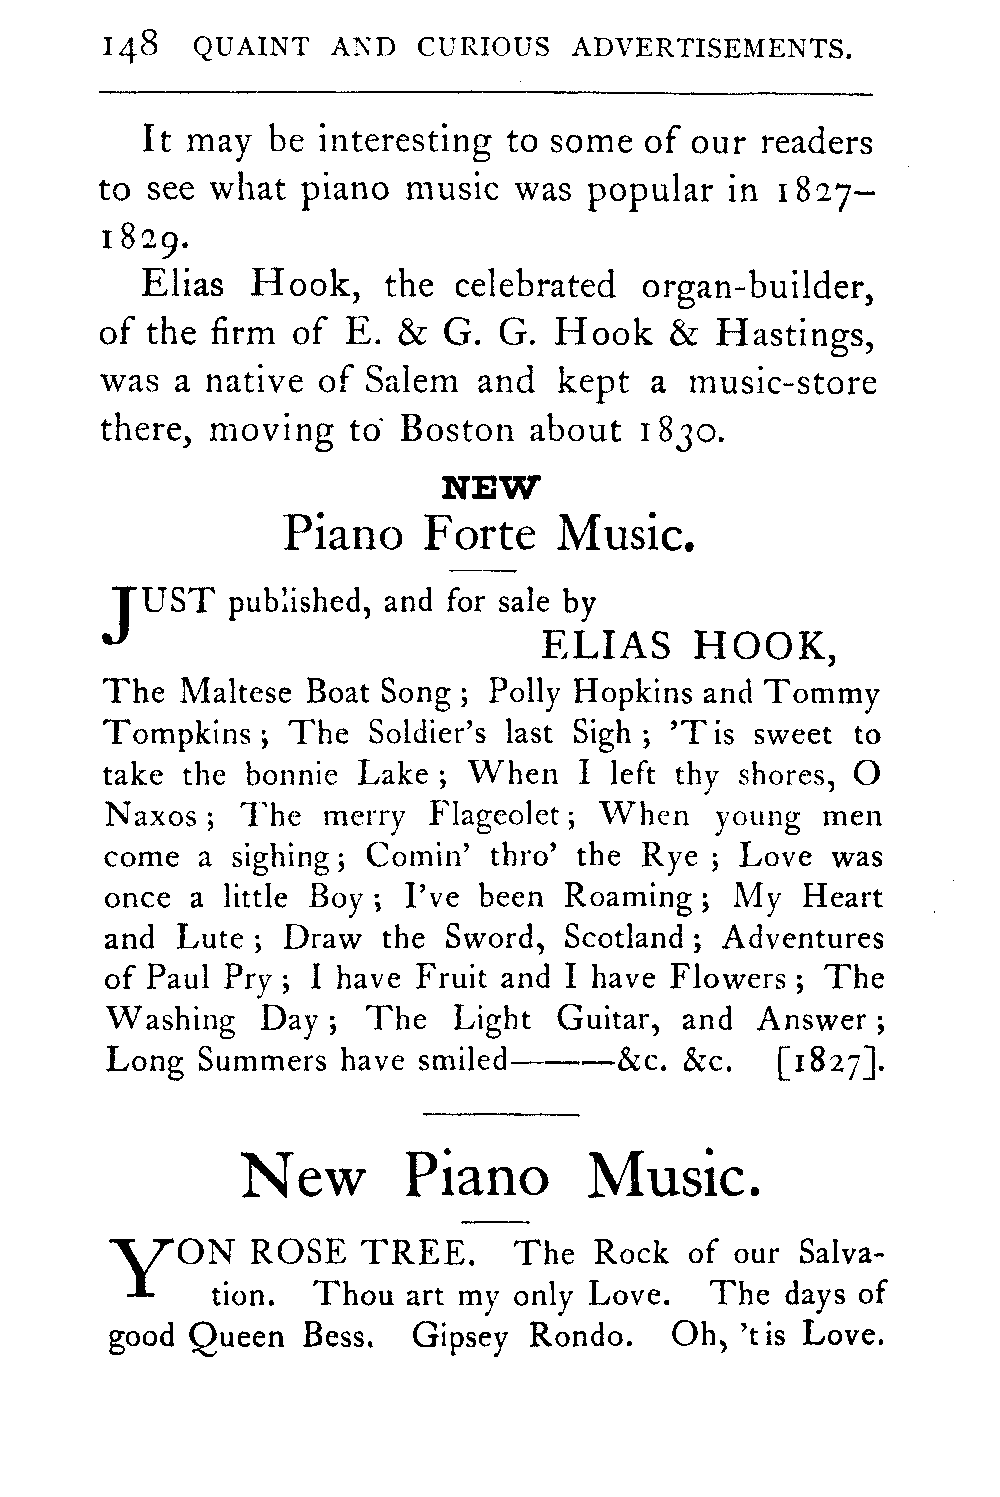 148 QUAINT AND CURIOUS ADVERTISEMENTS.
It may be interesting to some of our readers
to see what piano music was popular in 1827–
1829.
Elias Hook, the celebrated organ-builder,
of the firm of E. & G. G. Hook & Hastings,
was a native of Salem and kept a music-store
there, moving to Boston about 1830.
NEW
Piano Forte Music.
JUST published, and for sale by
ELIAS HOOK,
The Maltese Boat Song; Polly Hopkins and Tommy
Tompkins; The Soldier's last Sigh; 'Tis sweet to
take the bonnie Lake; When I left thy shores, O
Naxos; The merry Flageolet; When young men
come a sighing; Comin' thro' the Rye; Love was
once a little Boy; I've been Roaming; My Heart
and Lute; Draw the Sword, Scotland; Adventures
of Paul Pry; I have Fruit and I have Flowers; The
Washing Day; The Light Guitar, and Answer;
Long Summers have smiled———&c. &c. [1827].
New Piano Music.
YON ROSE TREE. The Rock of our Salva-
tion. Thou art my only Love. The days of
good Queen Bess. Gipsey Rondo. Oh, 'tis Love.